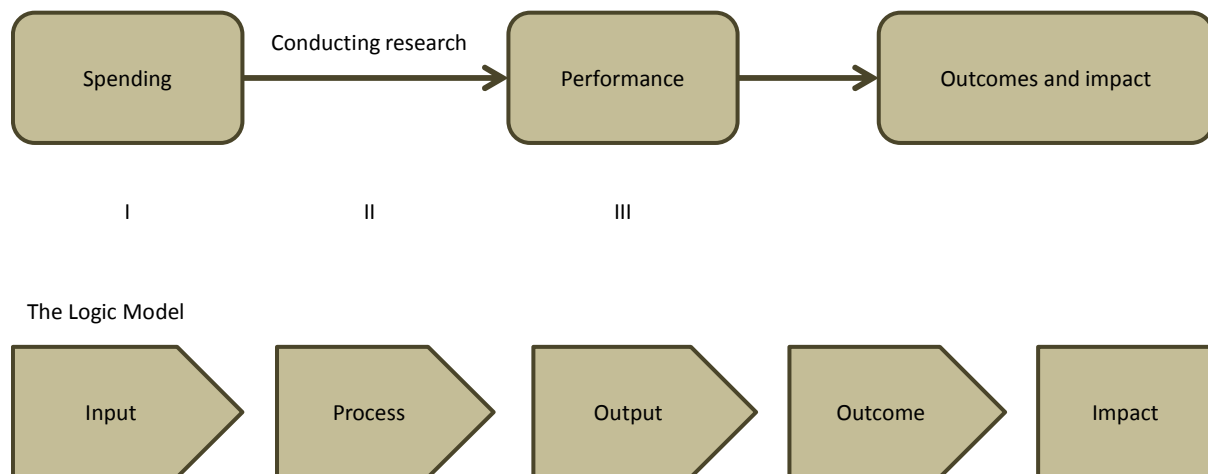 Conducting research
Spending
Performance
Outcomes and impact
I
II
III
The Logic Model
Input
Process
Output
Outcome
Impact